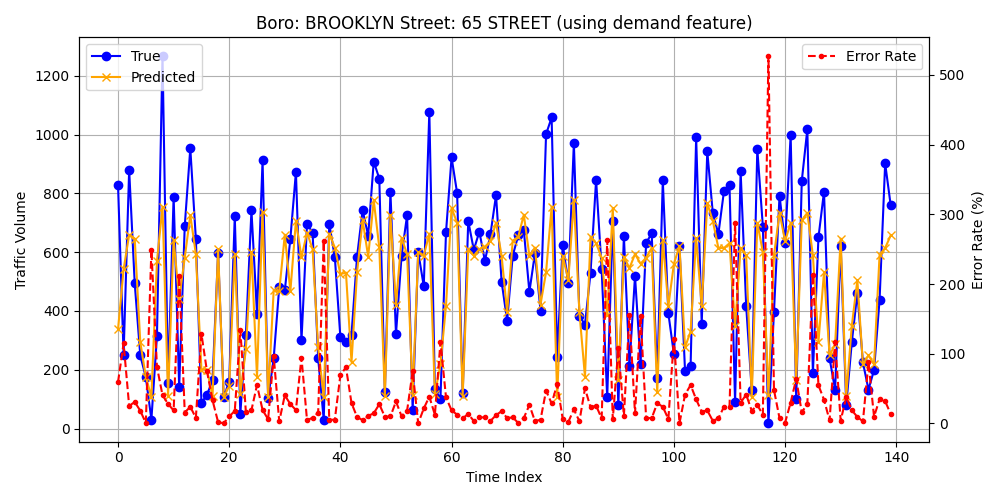 Boro: BROOKLYN Street: 65 STREET (using demand feature)
True
Predicted
Error Rate
Traffic Volume
1200
1000
800
600
400
200
0
500
400
300
200
100
0
Error Rate (%)
0 20 40 60 80 100 120 140
Time Index